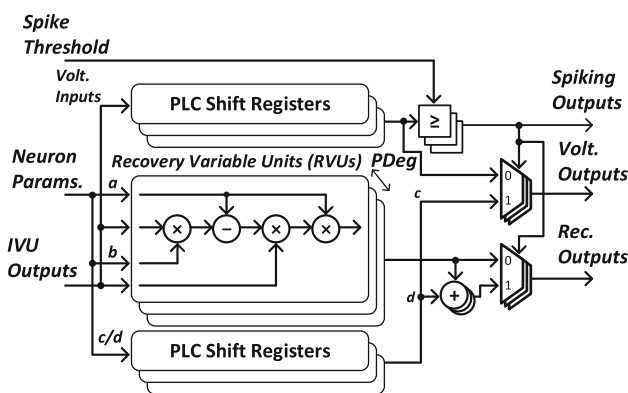 Spike
Threshold
Volt.
Inputs
PLC Shift Registers
≥
Spiking
Outputs
Volt.
Outputs
0
1
Neuron
Params.
Recovery Variable Units (RVUs)
PDeg
a
c
× − × ×
b
IVU
Outputs
Rec.
Outputs
0
1
d
+
c/d
PLC Shift Registers